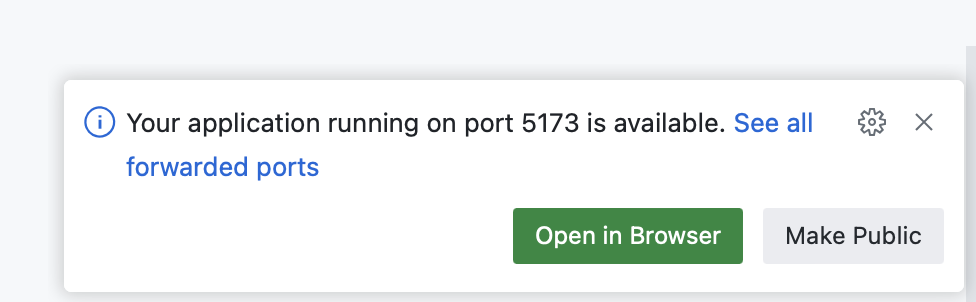 Your application running on port 5173 is available. See all
forwarded ports
Open in Browser
Make Public